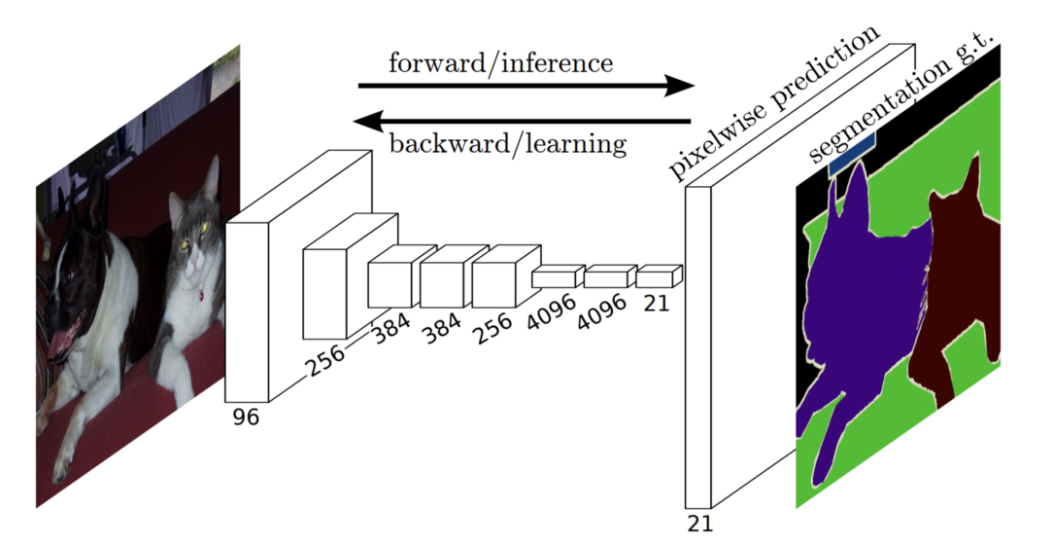 forward/inference
backward/learning
pixelwise prediction
segmentation g.t.
96
256
384
384
256
4096
4096
21
21